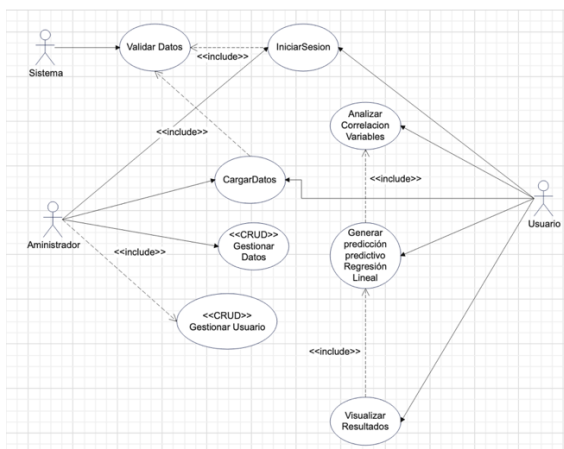 Validar Datos
IniciarSesion
<<include>>
Sistema
Analizar
Correlacion
Variables
<<include>>
CargarDatos
<<include>>
Usuario
Aministrador
<<CRUD>>
Gestionar
Datos
Generar
predicción
predictivo
Regresión
Lineal
<<include>>
<<CRUD>>
Gestionar Usuario
<<include>>
Visualizar
Resultados